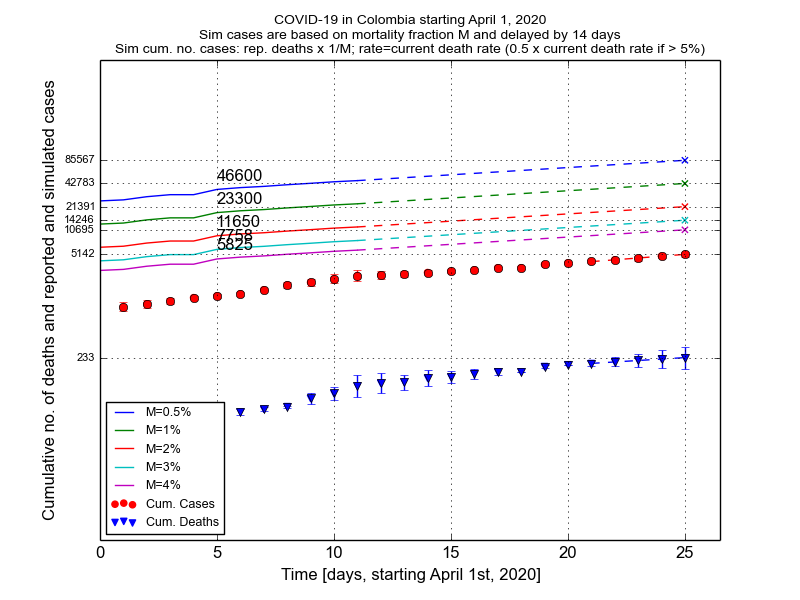 COVID-19 in Colombia starting April 1, 2020
Sim cases are based on mortality fraction M and delayed by 14 days
Sim cum. no. cases: rep. deaths x 1/M; rate=current death rate (0.5 x current death rate if > 5%)
Cumulative no. of deaths and reported and simulated cases
85567
42783
21391
14246
10695
5142
233
46600
23300
11650
7758
5825
M=0.5%
M=1%
M=2%
M=3%
M=4%
Cum. Cases
Cum. Deaths
0 5 10 15 20 25
Time [days, starting April 1st, 2020]